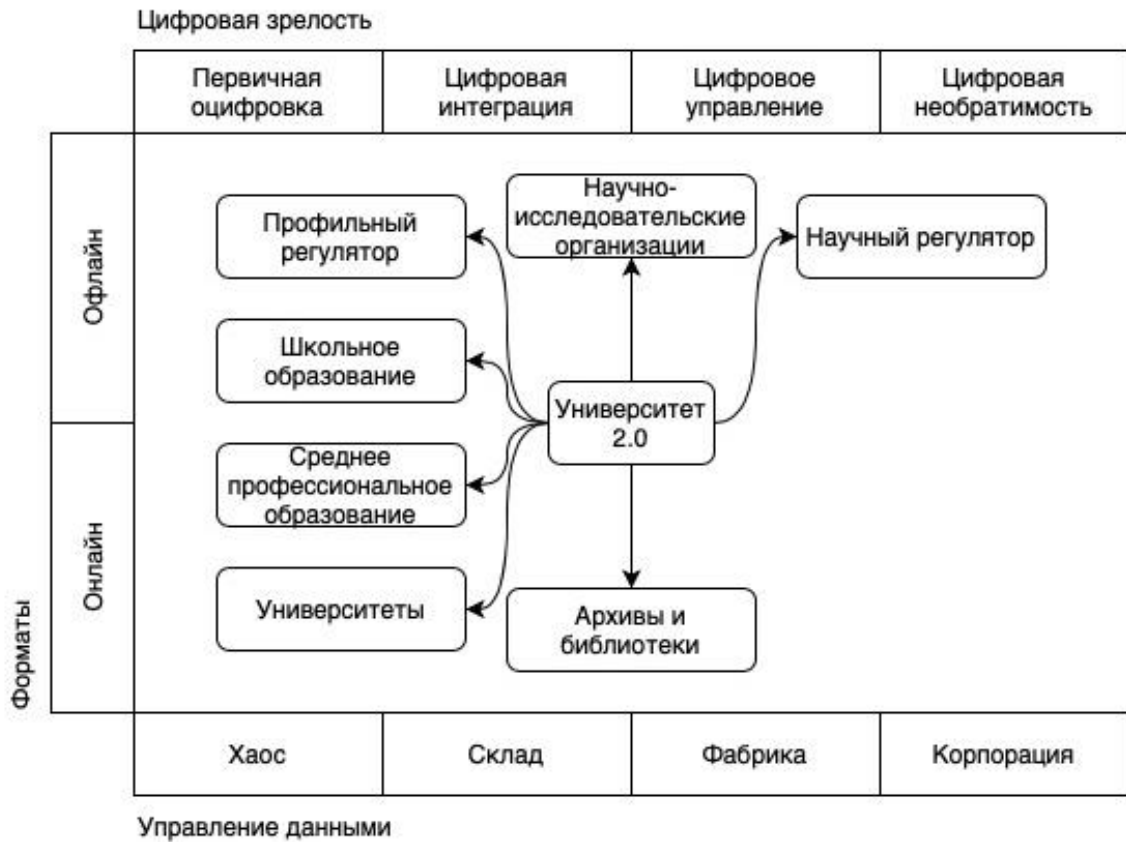 Цифровая зрелость
Первичная
оцифровка
Цифровая
интеграция
Цифровое
управление
Цифровая
необратимость
Форматы
Офлайн
Онлайн
Профильный
регулятор
Научно-
исследовательские
организации
Научный регулятор
Школьное
образование
Университет
2.0
Среднее
профессиональное
образование
Университеты
Архивы и
библиотеки
Хаос
Склад
Фабрика
Корпорация
Управление данными